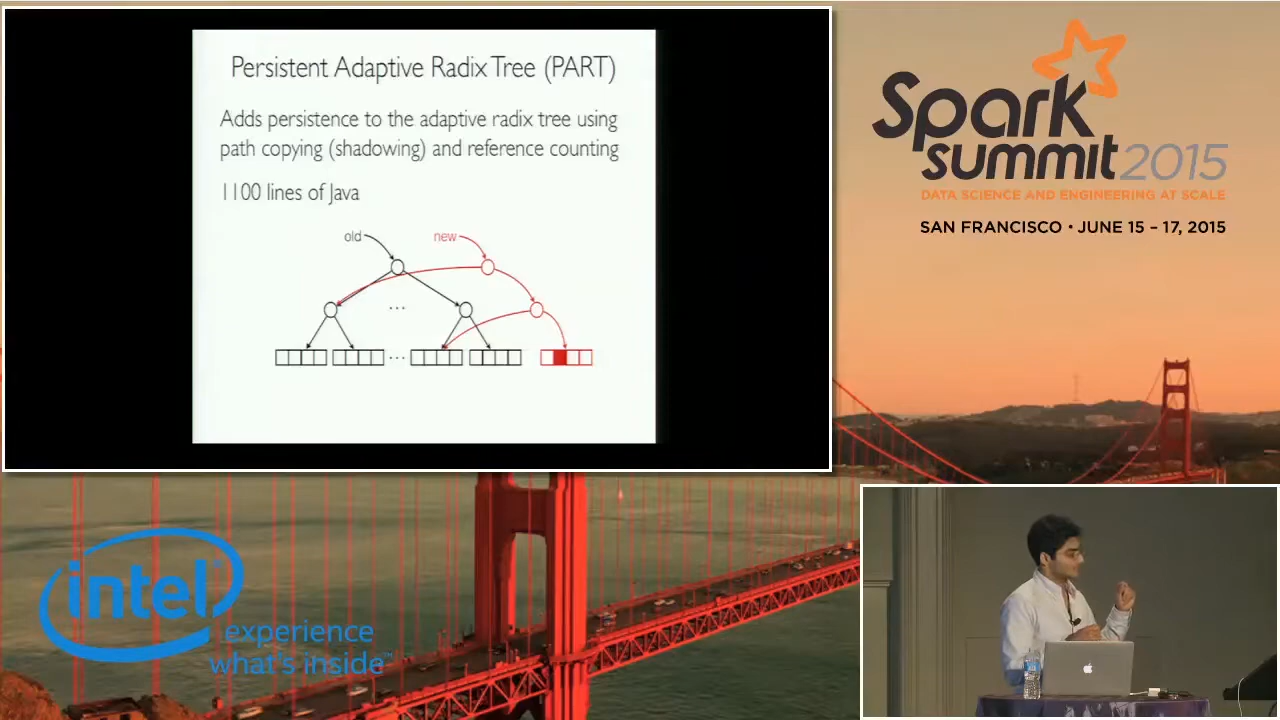 Persistent Adaptive Radix Tree (PART)
Adds persistence to the adaptive radix tree using
path copying (shadowing) and reference counting
1100 lines of Java
old
new
...
...
Spark
summit 2015
DATA SCIENCE AND ENGINEERING AT SCALE
SAN FRANCISCO • JUNE 15 – 17, 2015
intel®
experience
what's inside™